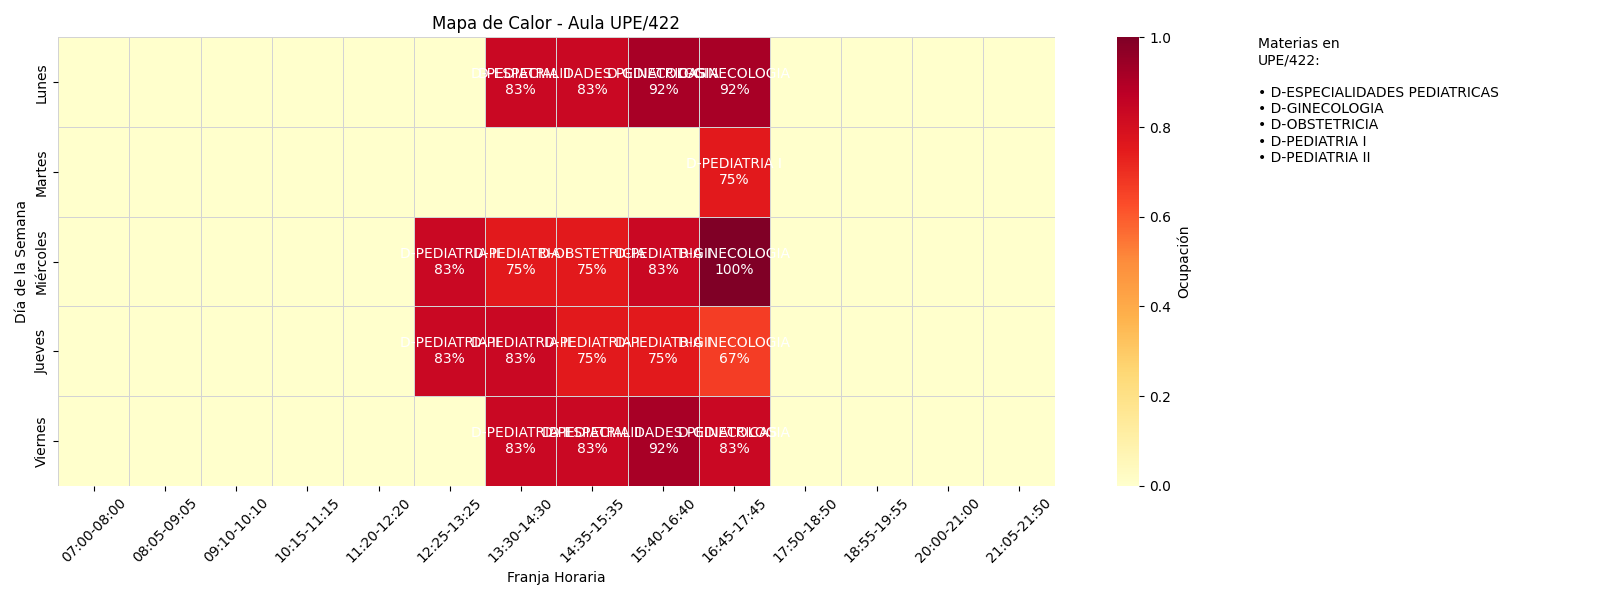 Mapa de Calor - Aula UPE/422
Día de la Semana
Lunes
83%
83%
92%
92%
Martes
D-PEDIATRIA
75%
Miércoles
83%
75%
75%
83%
100%
Jueves
83%
83%
75%
75%
67%
Viernes
83%
83%
92%
83%
07:00-08:00
08:05-09:05
09:10-10:10
10:15-11:15
11:20-12:20
12:25-13:25
13:30-14:30
14:35-15:35
15:40-16:40
16:45-17:45
17:50-18:50
18:55-19:55
20:00-21:00
21:05-21:50
Franja Horaria
1.0
0.8
0.6
0.4
0.2
0.0
Ocupación
Materias en
UPE/422:
• D-ESPECIALIDADES PEDIATRICAS
• D-GINECOLOGIA
• D-OBSTETRICIA
• D-PEDIATRIA I
• D-PEDIATRIA II